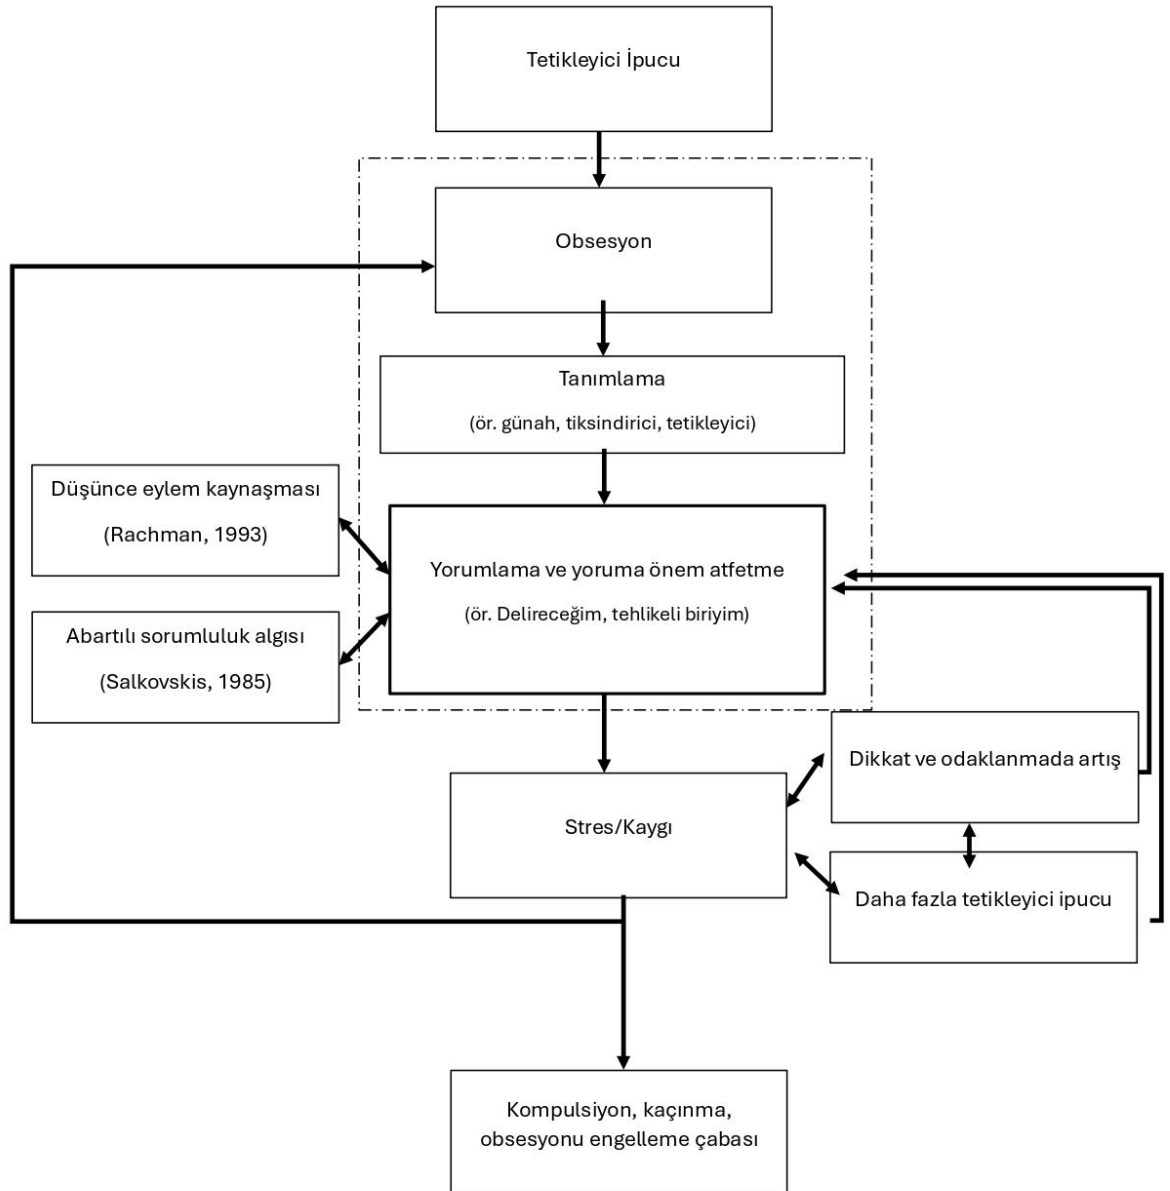 Tetikleyici İpucu
Obsesyon
Tanımlama
(ör. günah, tiksindirici, tetikleyici)
Düşünce eylem kaynaşması
(Rachman, 1993)
Yorumlama ve yoruma önem atfetme
(ör. Delireceğim, tehlikeli biriyim)
Abartılı sorumluluk algısı
(Salkovskis, 1985)
Dikkat ve odaklanmada artış
Stres/Kaygı
Daha fazla tetikleyici ipucu
Kompulsiyon, kaçınma,
obsesyonu engelleme çabası